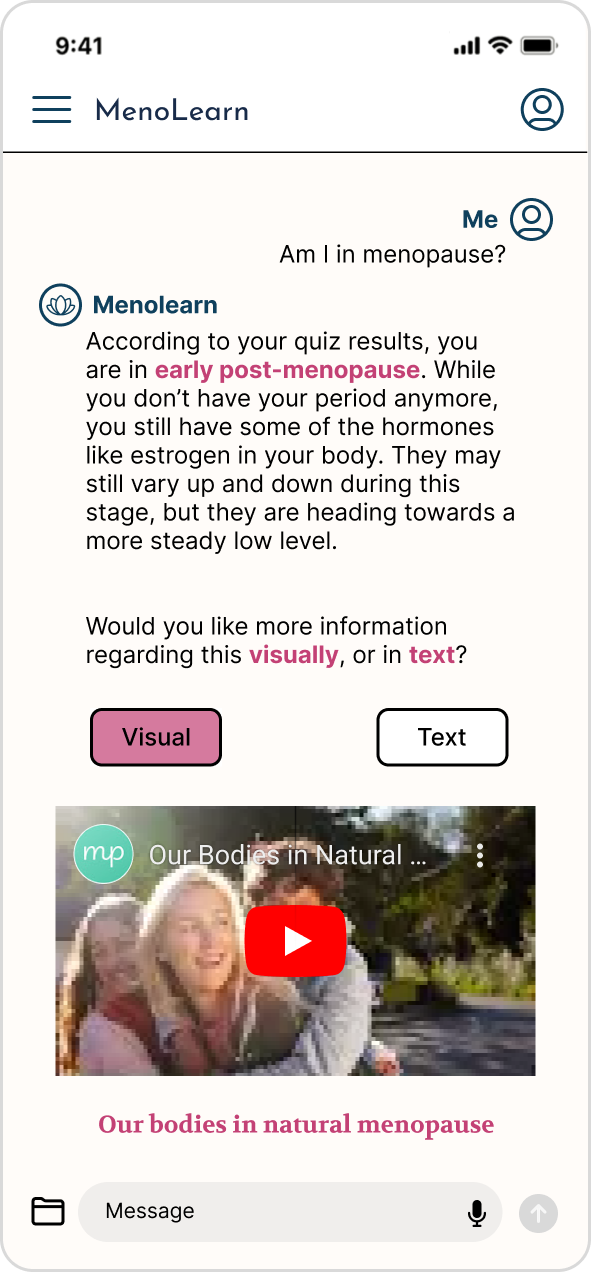 9:41
MenoLearn
Me
Am I in menopause?
Menolearn
According to your quiz results, you
are in early post-menopause. While
you don’t have your period anymore,
you still have some of the hormones
like estrogen in your body. They may
still vary up and down during this
stage, but they are heading towards a
more steady low level.
Would you like more information
regarding this visually, or in text?
Visual
Text
mp
Our Bodies in Natural ...
Our bodies in natural menopause
Message